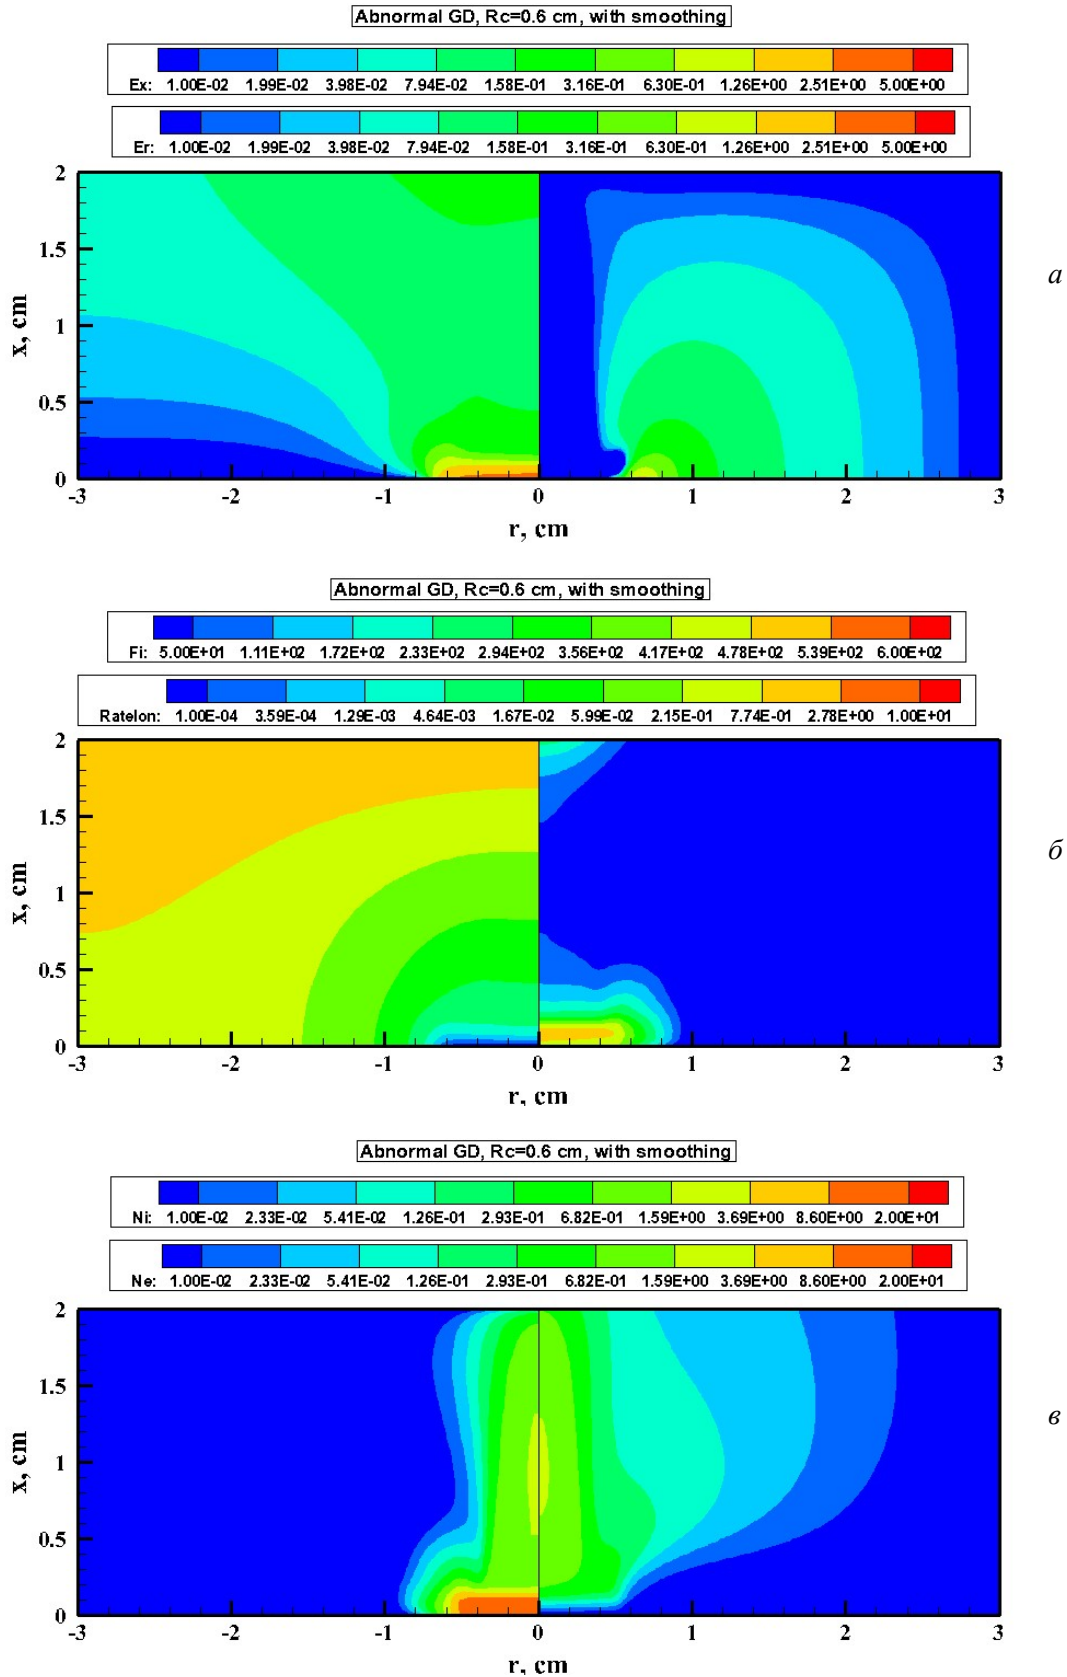 Abnormal GD, Rc=0.6 cm, with smoothing
Ex: 1.00E-02 1.99E-02 3.98E-02 7.94E-02 1.58E-01 3.16E-01 6.30E-01 1.26E+00 2.51E+00 5.00E+00
Er: 1.00E-02 1.99E-02 3.98E-02 7.94E-02 1.58E-01 3.16E-01 6.30E-01 1.26E+00 2.51E+00 5.00E+00
2
1.5
1
0.5
0
x, cm
-3 -2 -1 0 1 2 3
r, cm
а
Abnormal GD, Rc=0.6 cm, with smoothing
Fi: 5.00E+01 1.11E+02 1.72E+02 2.33E+02 2.94E+02 3.56E+02 4.17E+02 4.78E+02 5.39E+02 6.00E+02
RateIon: 1.00E-04 3.59E-04 1.29E-03 4.64E-03 1.67E-02 5.99E-02 2.15E-01 7.74E-01 2.78E+00 1.00E+01
2
1.5
1
0.5
0
x, cm
-3 -2 -1 0 1 2 3
r, cm
б
Abnormal GD, Rc=0.6 cm, with smoothing
Ni: 1.00E-02 2.33E-02 5.41E-02 1.26E-01 2.93E-01 6.82E-01 1.59E+00 3.69E+00 8.60E+00 2.00E+01
Ne: 1.00E-02 2.33E-02 5.41E-02 1.26E-01 2.93E-01 6.82E-01 1.59E+00 3.69E+00 8.60E+00 2.00E+01
2
1.5
1
0.5
0
x, cm
-3 -2 -1 0 1 2 3
r, cm
в